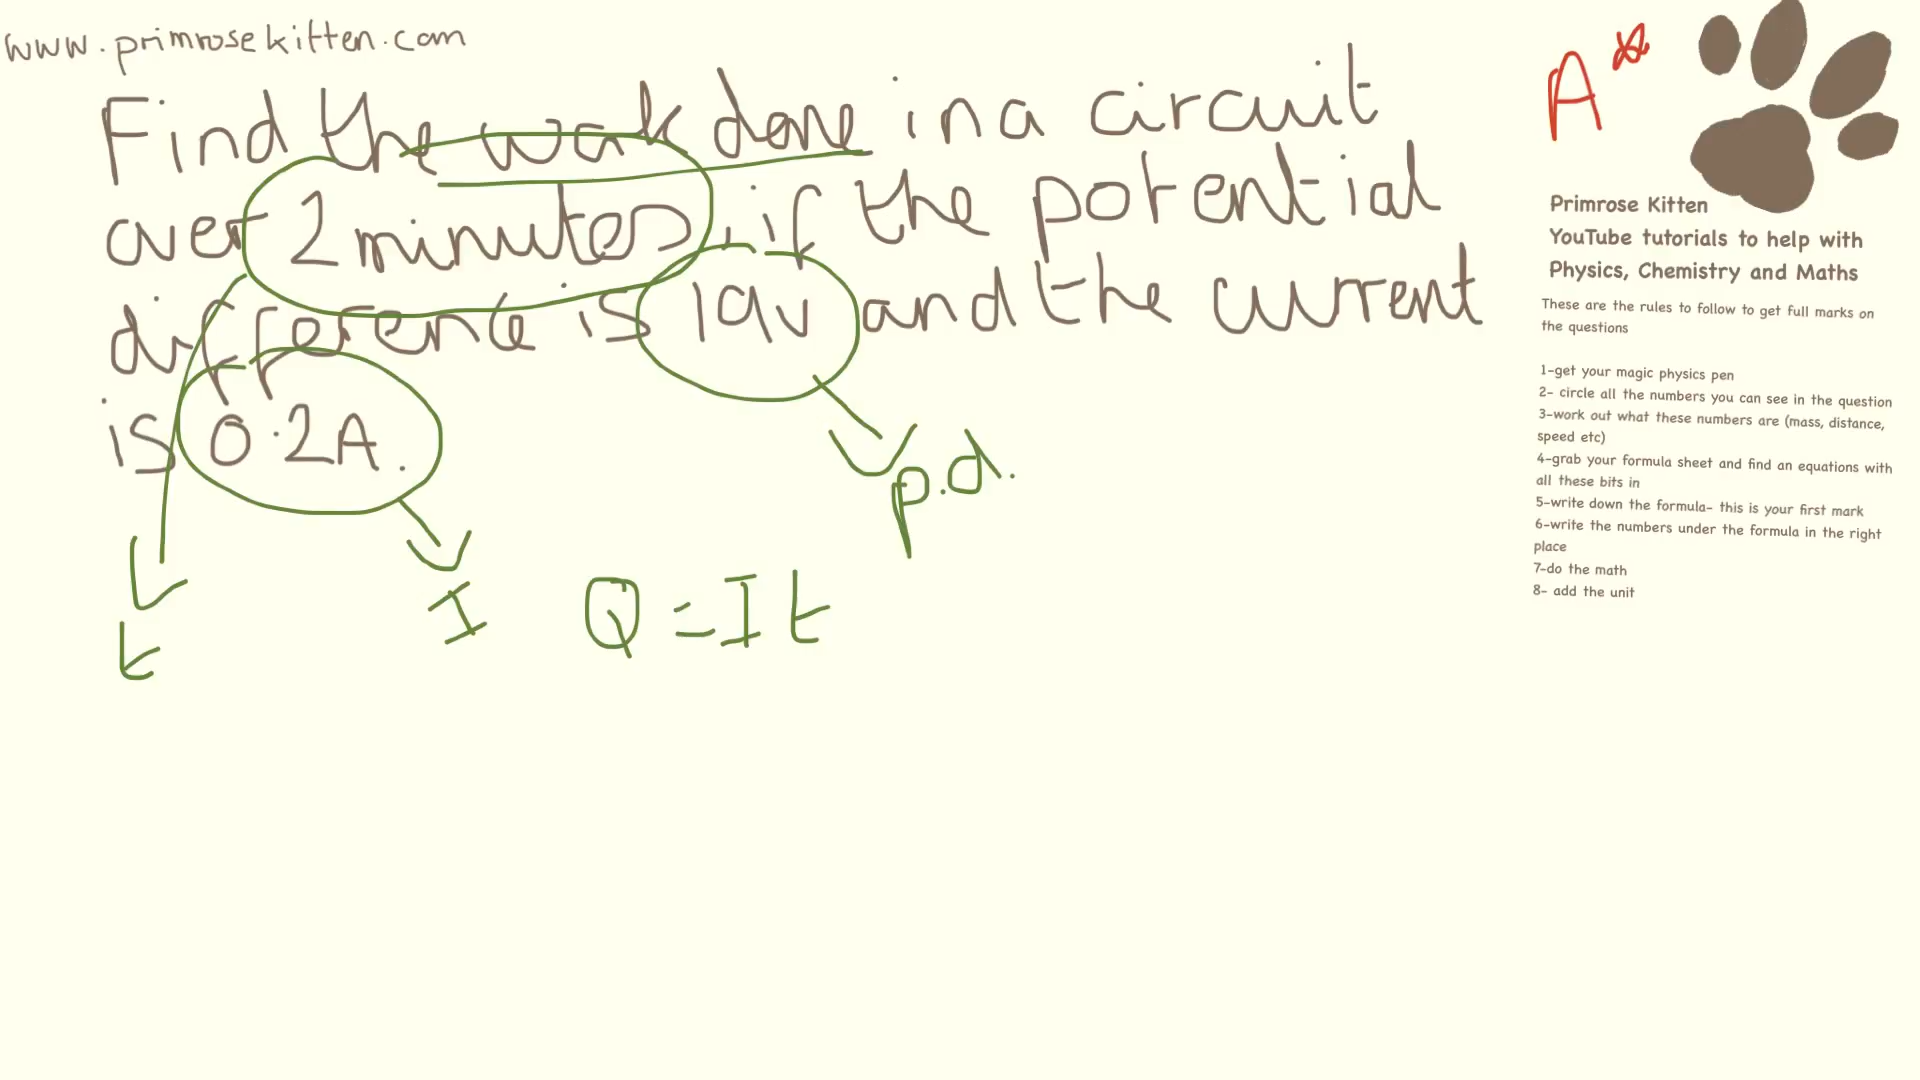 www.primrosekitten.com
Find the work done in a circuit
over 2 minutes, if the potential
difference is 19V and the current
is 0.2A.
p.d.
I
t
Q = It
A*
Primrose Kitten
YouTube tutorials to help with
Physics, Chemistry and Maths
These are the rules to follow to get full marks on
the questions
1-get your magic physics pen
2- circle all the numbers you can see in the question
3-work out what these numbers are (mass, distance,
speed etc)
4-grab your formula sheet and find an equations with
all these bits in
5-write down the formula- this is your first mark
6-write the numbers under the formula in the right
place
7-do the math
8- add the unit